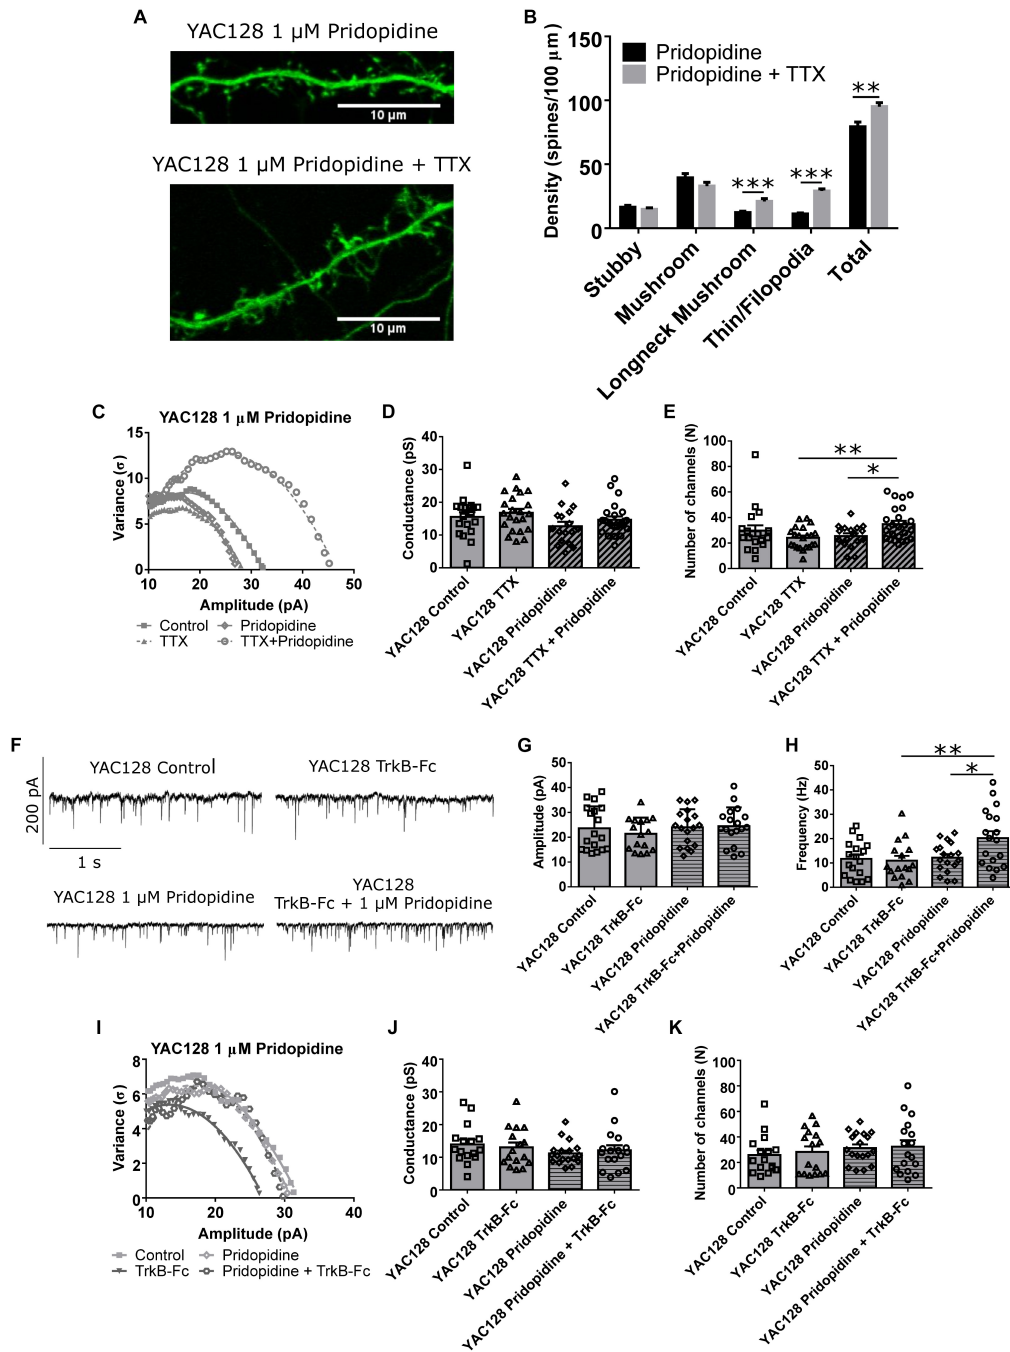 A
YAC128 1 µM Pridopidine
10 µm
YAC128 1 µM Pridopidine + TTX
10 µm
B
Density (spines/100 µm)
150
100
50
0
Pridopidine
Pridopidine + TTX
***
***
**
Stubby
Mushroom
Longneck Mushroom
Thin/Filopodia
Total
C
YAC128 1 µM Pridopidine
Variance (σ)
15
10
5
0
10 20 30 40 50
Amplitude (pA)
Control Pridopidine
TTX TTX+Pridopidine
D
Conductance (pS)
40
30
20
10
0
YAC128 Control
YAC128 TTX
YAC128 Pridopidine
YAC128 TTX + Pridopidine
E
Number of channels (N)
100
80
60
40
20
0
**
*
YAC128 Control
YAC128 TTX
YAC128 Pridopidine
YAC128 TTX + Pridopidine
F
200 pA
1 s
YAC128 Control
YAC128 TrkB-Fc
YAC128 1 µM Pridopidine
YAC128
TrkB-Fc + 1 µM Pridopidine
G
Amplitude (pA)
50
40
30
20
10
0
YAC128 Control
YAC128 TrkB-Fc
YAC128 Pridopidine
YAC128 TrkB-Fc+Pridopidine
H
Frequency (Hz)
50
40
30
20
10
0
**
*
YAC128 Control
YAC128 TrkB-Fc
YAC128 Pridopidine
YAC128 TrkB-Fc+Pridopidine
I
YAC128 1 µM Pridopidine
Variance (σ)
8
6
4
2
0
10 20 30 40
Amplitude (pA)
Control Pridopidine
TrkB-Fc Pridopidine + TrkB-Fc
J
Conductance (pS)
40
30
20
10
0
YAC128 Control
YAC128 TrkB-Fc
YAC128 Pridopidine
YAC128 Pridopidine + TrkB-Fc
K
Number of channels (N)
100
80
60
40
20
0
YAC128 Control
YAC128 TrkB-Fc
YAC128 Pridopidine
YAC128 Pridopidine + TrkB-Fc